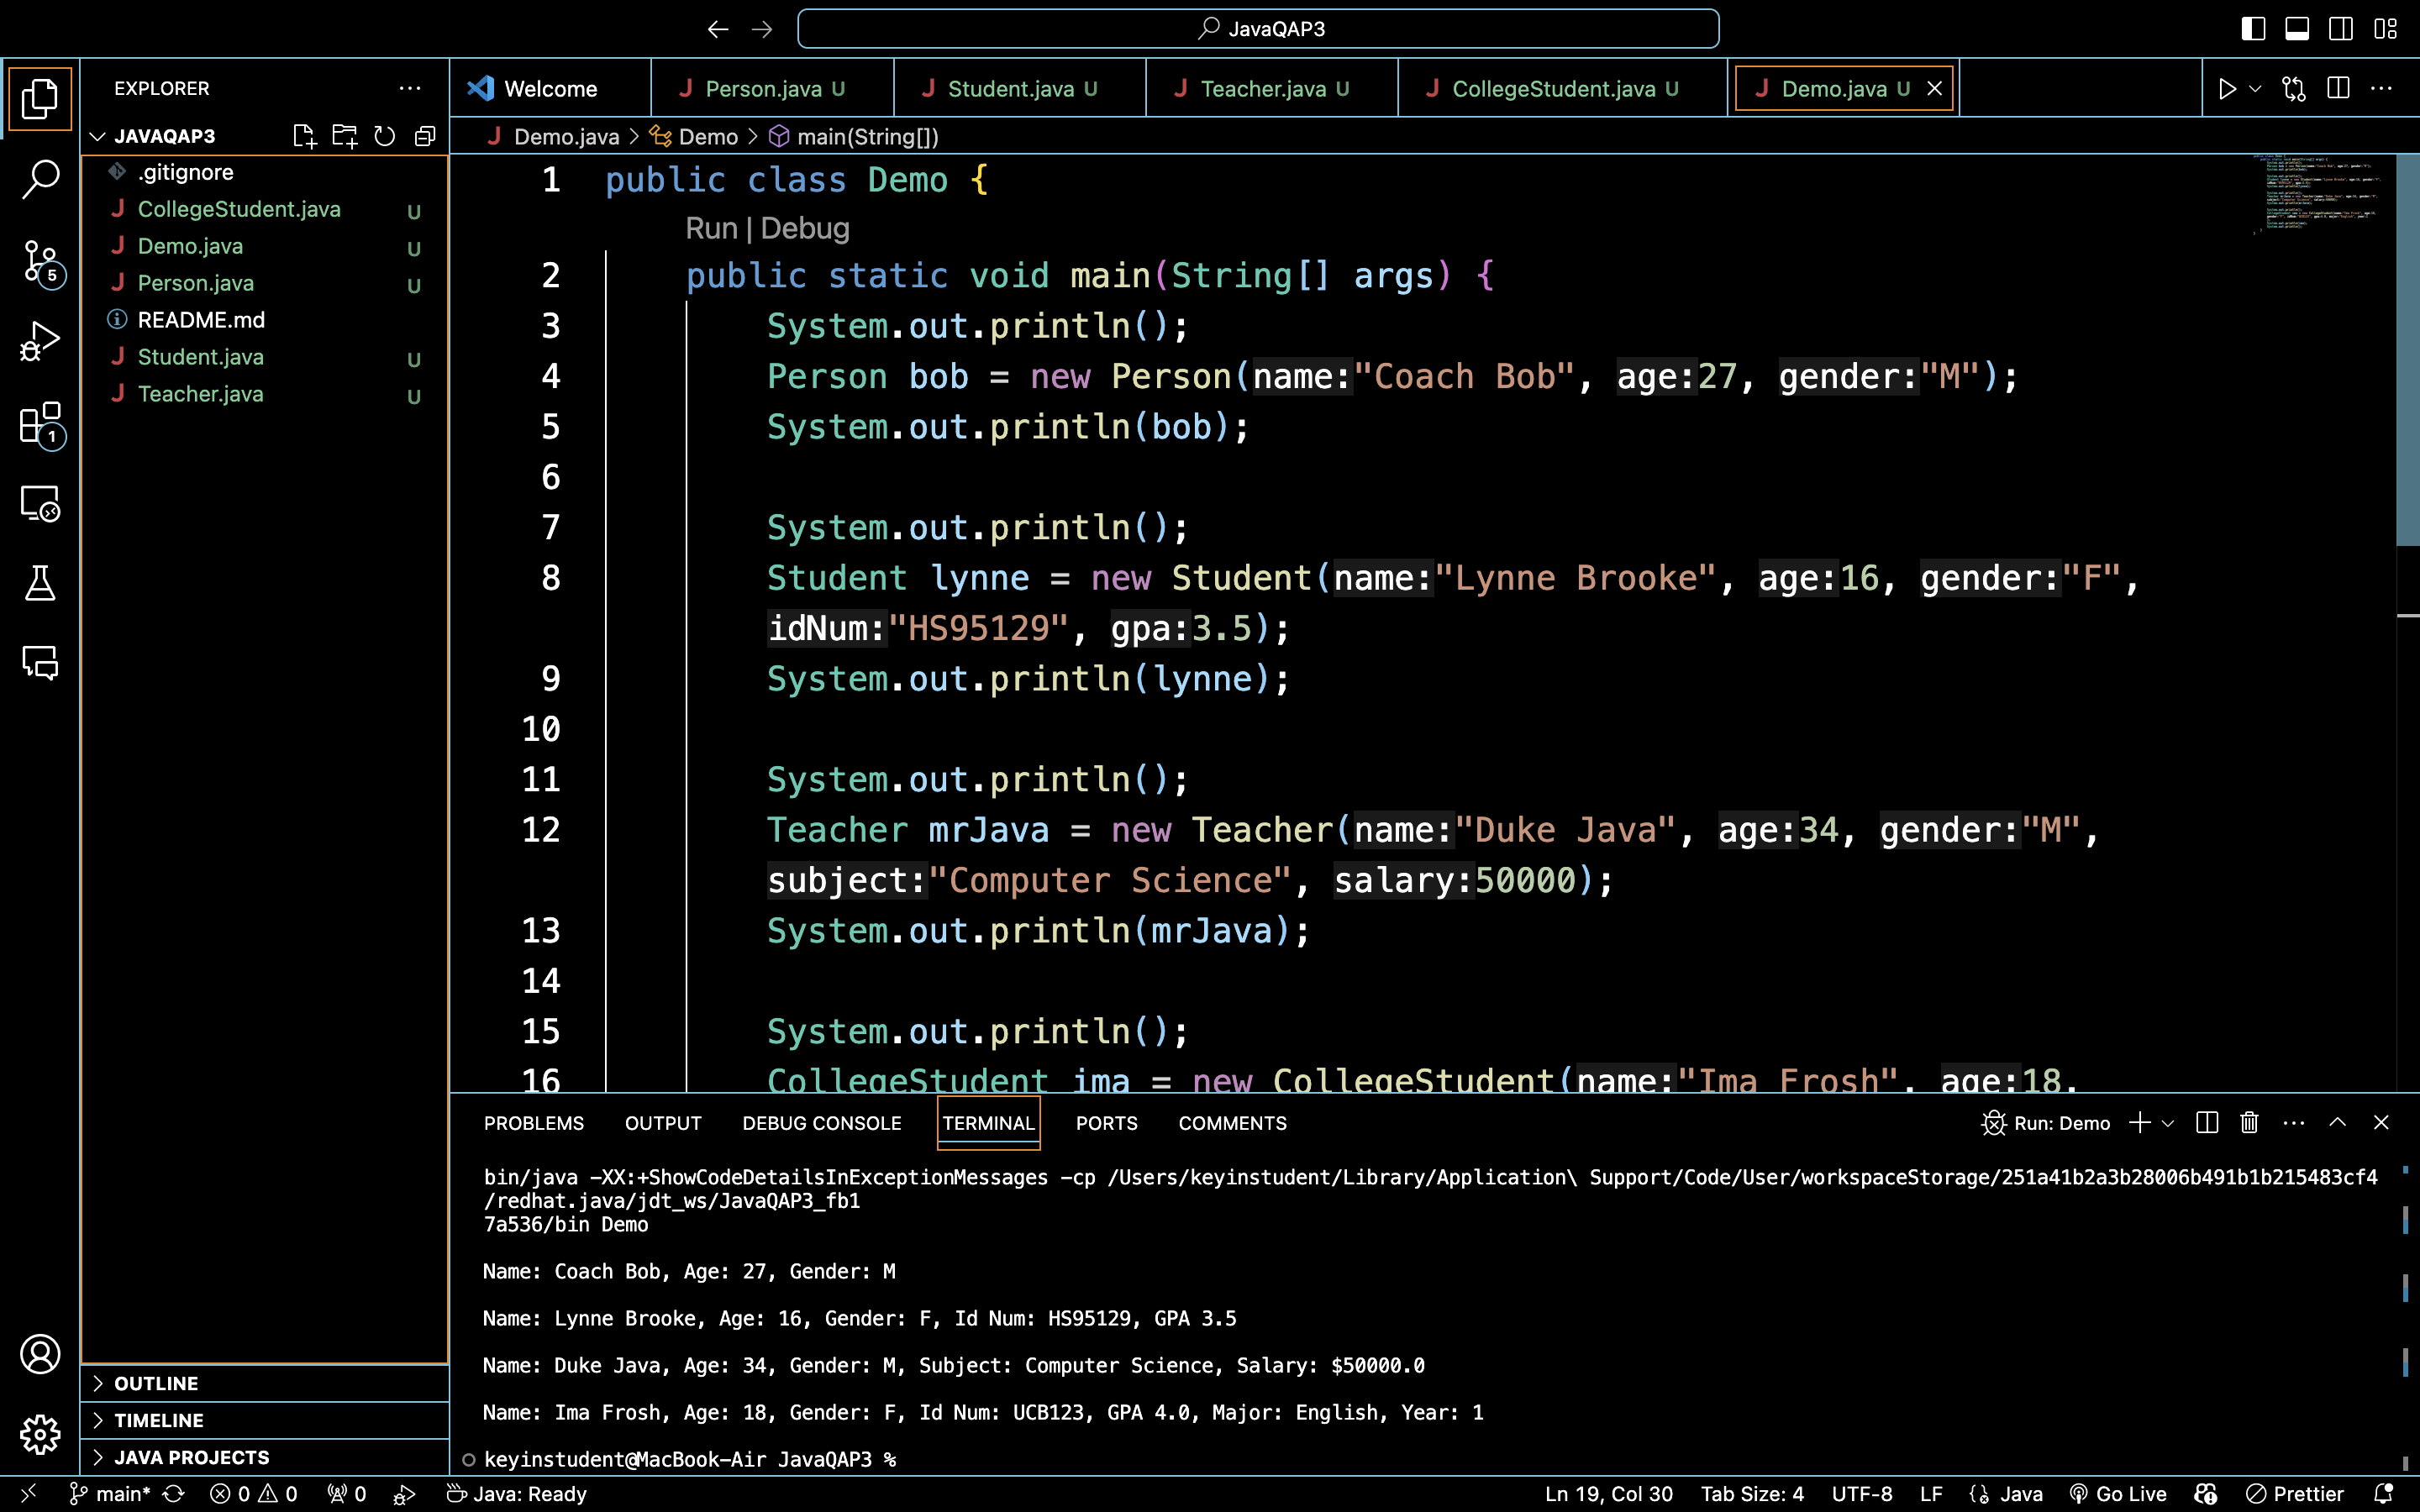 JavaQAP3
EXPLORER
JAVAQAP3
.gitignore
CollegeStudent.java U
Demo.java U
Person.java U
README.md
Student.java U
Teacher.java U
OUTLINE
TIMELINE
JAVA PROJECTS
5
1
Welcome
Person.java U
Student.java U
Teacher.java U
CollegeStudent.java U
Demo.java U
Demo.java > Demo > main(String[])
1 public class Demo {
Run | Debug
2 public static void main(String[] args) {
3 System.out.println();
4 Person bob = new Person(name:"Coach Bob", age:27, gender:"M");
5 System.out.println(bob);
6
7 System.out.println();
8 Student lynne = new Student(name:"Lynne Brooke", age:16, gender:"F",
idNum:"HS95129", gpa:3.5);
9 System.out.println(lynne);
10
11 System.out.println();
12 Teacher mrJava = new Teacher(name:"Duke Java", age:34, gender:"M",
subject:"Computer Science", salary:50000);
13 System.out.println(mrJava);
14
15 System.out.println();
16 CollegeStudent ima = new CollegeStudent(name:"Ima Frosh", age:18,
PROBLEMS OUTPUT DEBUG CONSOLE TERMINAL PORTS COMMENTS
Run: Demo
bin/java -XX:+ShowCodeDetailsInExceptionMessages -cp /Users/keyinstudent/Library/Application\ Support/Code/User/workspaceStorage/251a41b2a3b28006b491b1b215483cf4
/redhat.java/jdt_ws/JavaQAP3_fb1
7a536/bin Demo
Name: Coach Bob, Age: 27, Gender: M
Name: Lynne Brooke, Age: 16, Gender: F, Id Num: HS95129, GPA 3.5
Name: Duke Java, Age: 34, Gender: M, Subject: Computer Science, Salary: $50000.0
Name: Ima Frosh, Age: 18, Gender: F, Id Num: UCB123, GPA 4.0, Major: English, Year: 1
keyinstudent@MacBook-Air JavaQAP3 %
main* 0 0 0 Java: Ready
Ln 19, Col 30 Tab Size: 4 UTF-8 LF Java Go Live Prettier